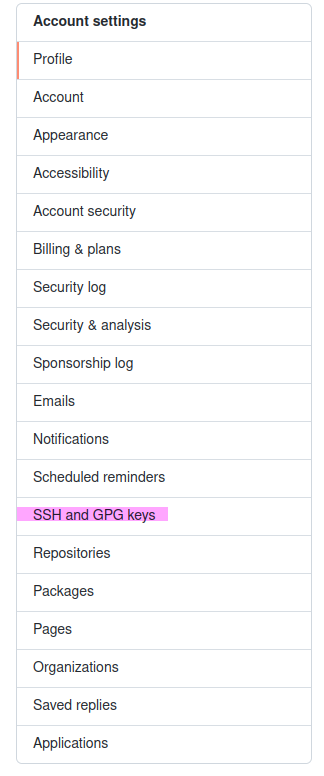 Account settings
Profile
Account
Appearance
Accessibility
Account security
Billing & plans
Security log
Security & analysis
Sponsorship log
Emails
Notifications
Scheduled reminders
SSH and GPG keys
Repositories
Packages
Pages
Organizations
Saved replies
Applications